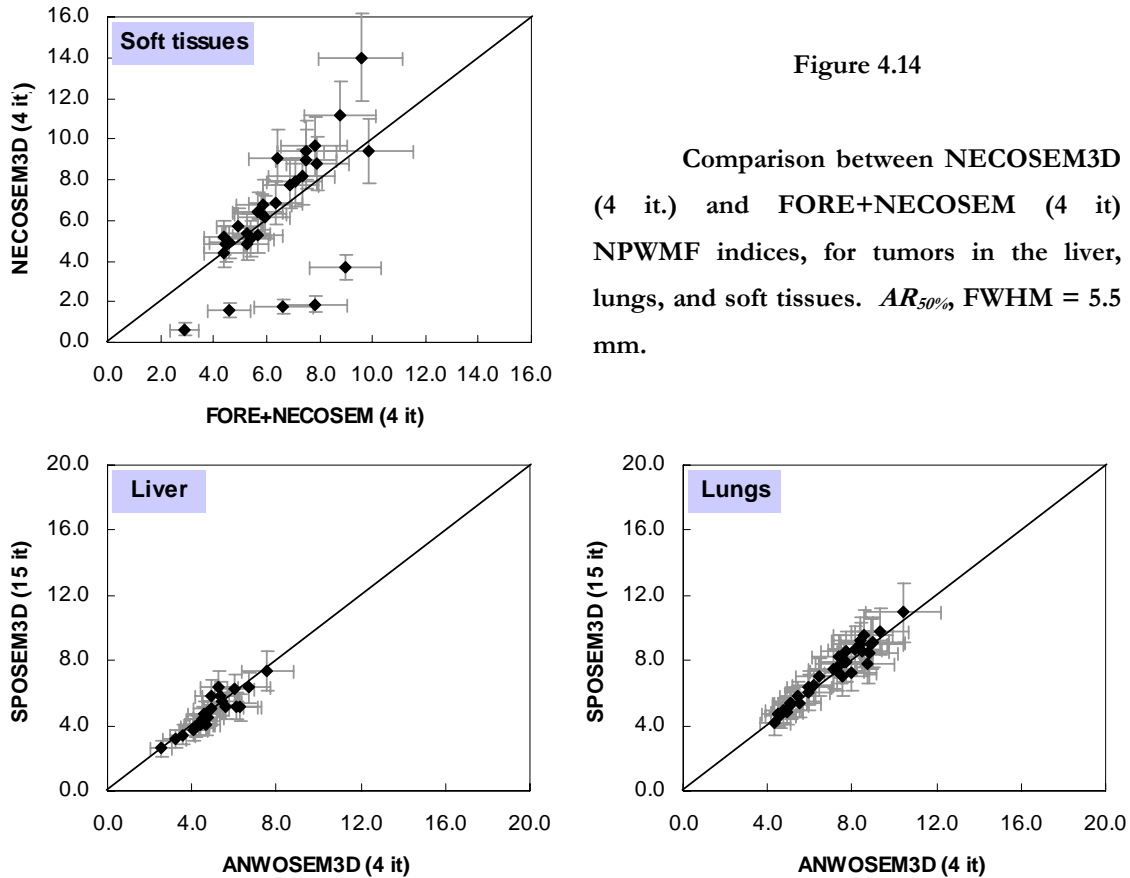 Soft tissues
NECOSEM3D (4 it)
16.0
14.0
12.0
10.0
8.0
6.0
4.0
2.0
0.0
0.0 2.0 4.0 6.0 8.0 10.0 12.0 14.0 16.0
FORE+NECOSEM (4 it)
Figure 4.14
Comparison between NECOSEM3D
(4 it.) and FORE+NECOSEM (4 it)
NPWMF indices, for tumors in the liver,
lungs, and soft tissues. AR50%, FWHM = 5.5
mm.
Liver
SPOSEM3D (15 it)
20.0
16.0
12.0
8.0
4.0
0.0
0.0 4.0 8.0 12.0 16.0 20.0
ANWOSEM3D (4 it)
Lungs
SPOSEM3D (15 it)
20.0
16.0
12.0
8.0
4.0
0.0
0.0 4.0 8.0 12.0 16.0 20.0
ANWOSEM3D (4 it)